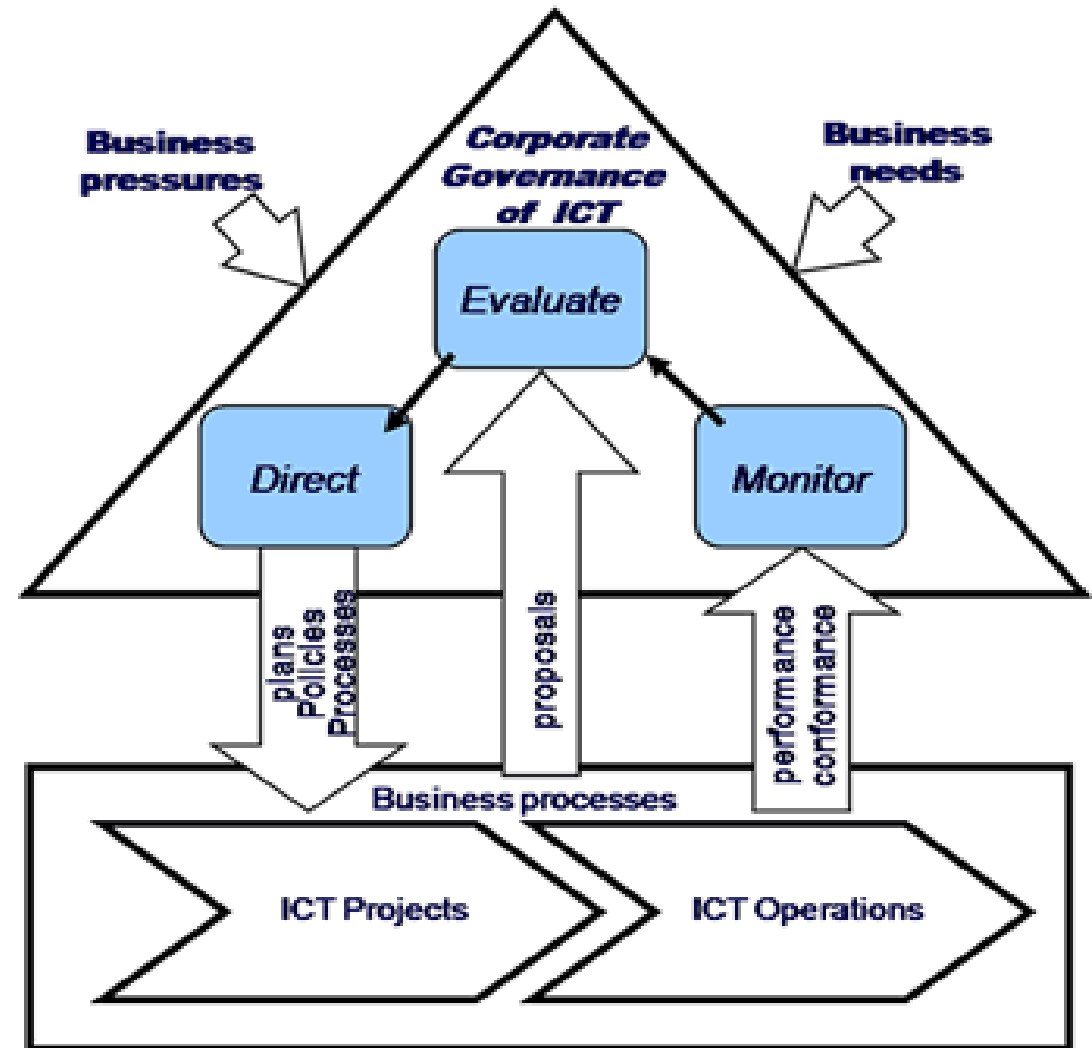 Business
pressures
Corporate
Governance
of ICT
Business
needs
Evaluate
Direct
Monitor
plans
Policies
Processes
proposals
performance
conformance
Business processes
ICT Projects
ICT Operations